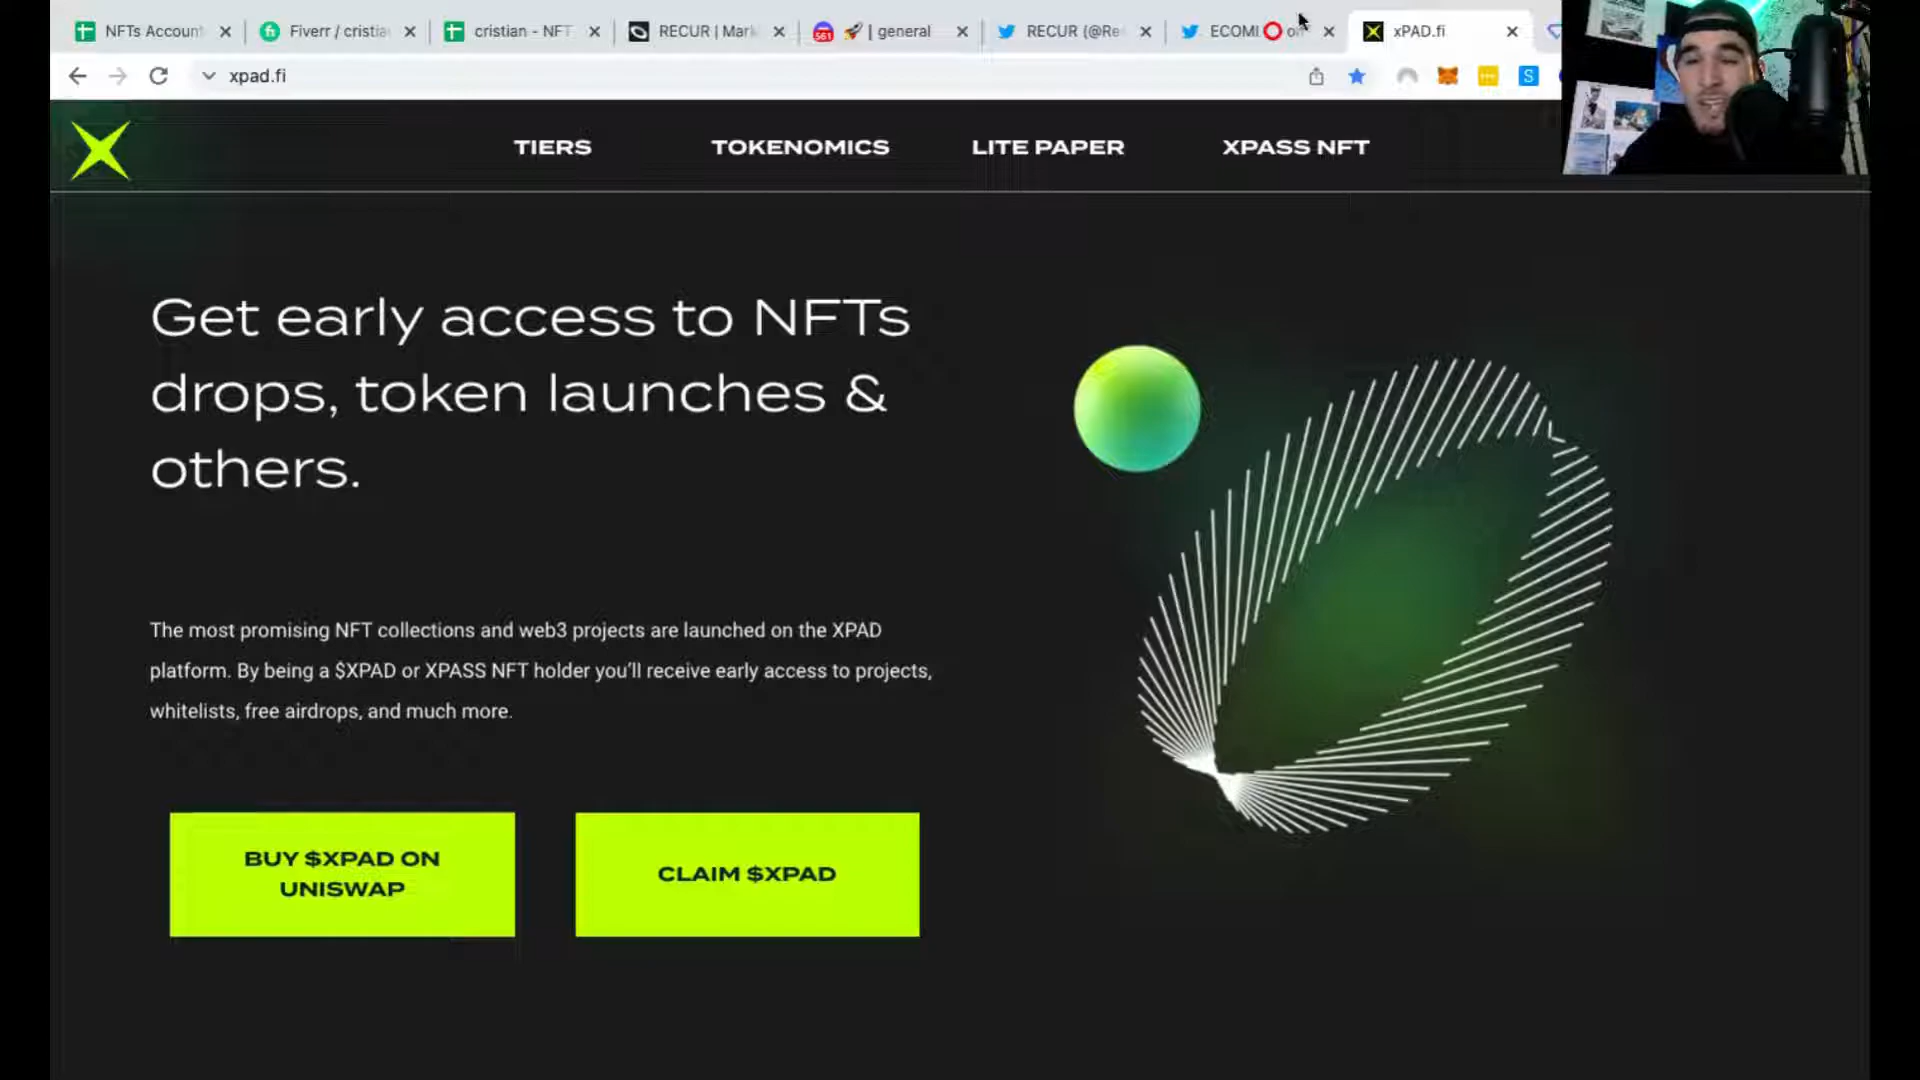 NFTs Account
Fiverr / cristia
cristian - NFT
RECUR | Mark
561
🚀 | general
RECUR (@Re
ECOMI ⭕ on
xPAD.fi
xpad.fi
S
TIERS
TOKENOMICS
LITE PAPER
XPASS NFT
Get early access to NFTs
drops, token launches &
others.
The most promising NFT collections and web3 projects are launched on the XPAD
platform. By being a $XPAD or XPASS NFT holder you'll receive early access to projects,
whitelists, free airdrops, and much more.
BUY $XPAD ON
UNISWAP
CLAIM $XPAD